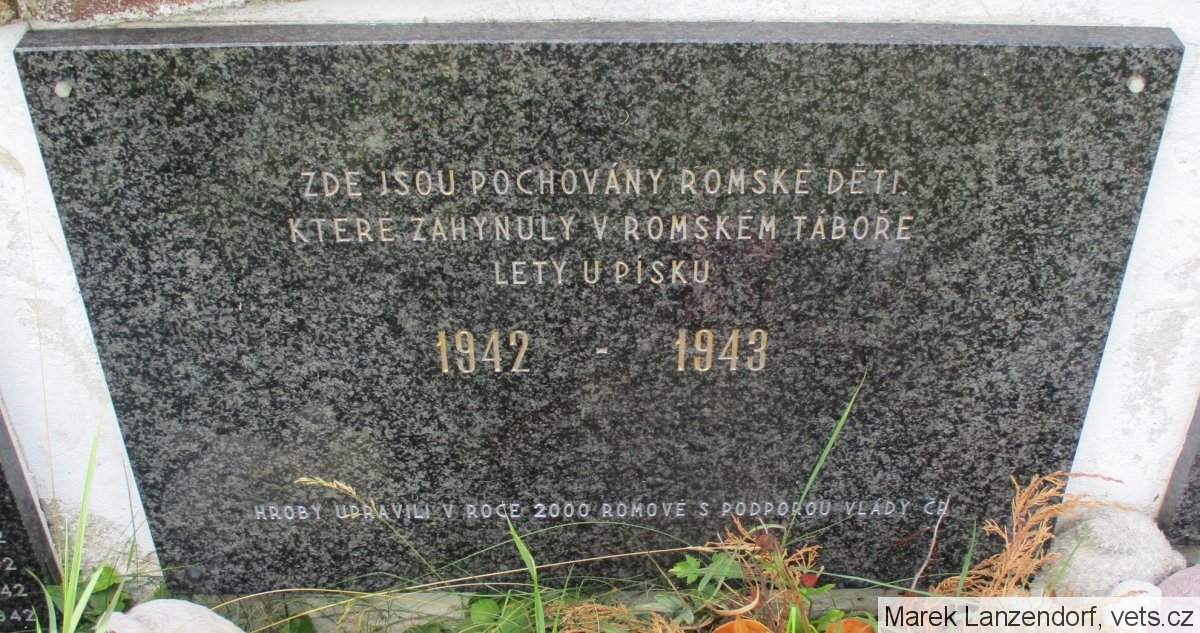 ZDE JSOU POCHOVÁNY ROMSKÉ DĚTI,
KTERÉ ZAHYNULY V ROMSKÉM TÁBOŘE
LETY U PÍSKU
1942 - 1943
HROBY UPRAVILI V ROCE 2000 ROMOVÉ S PODPOROU VLÁDY ČR
Marek Lanzendorf, vets.cz